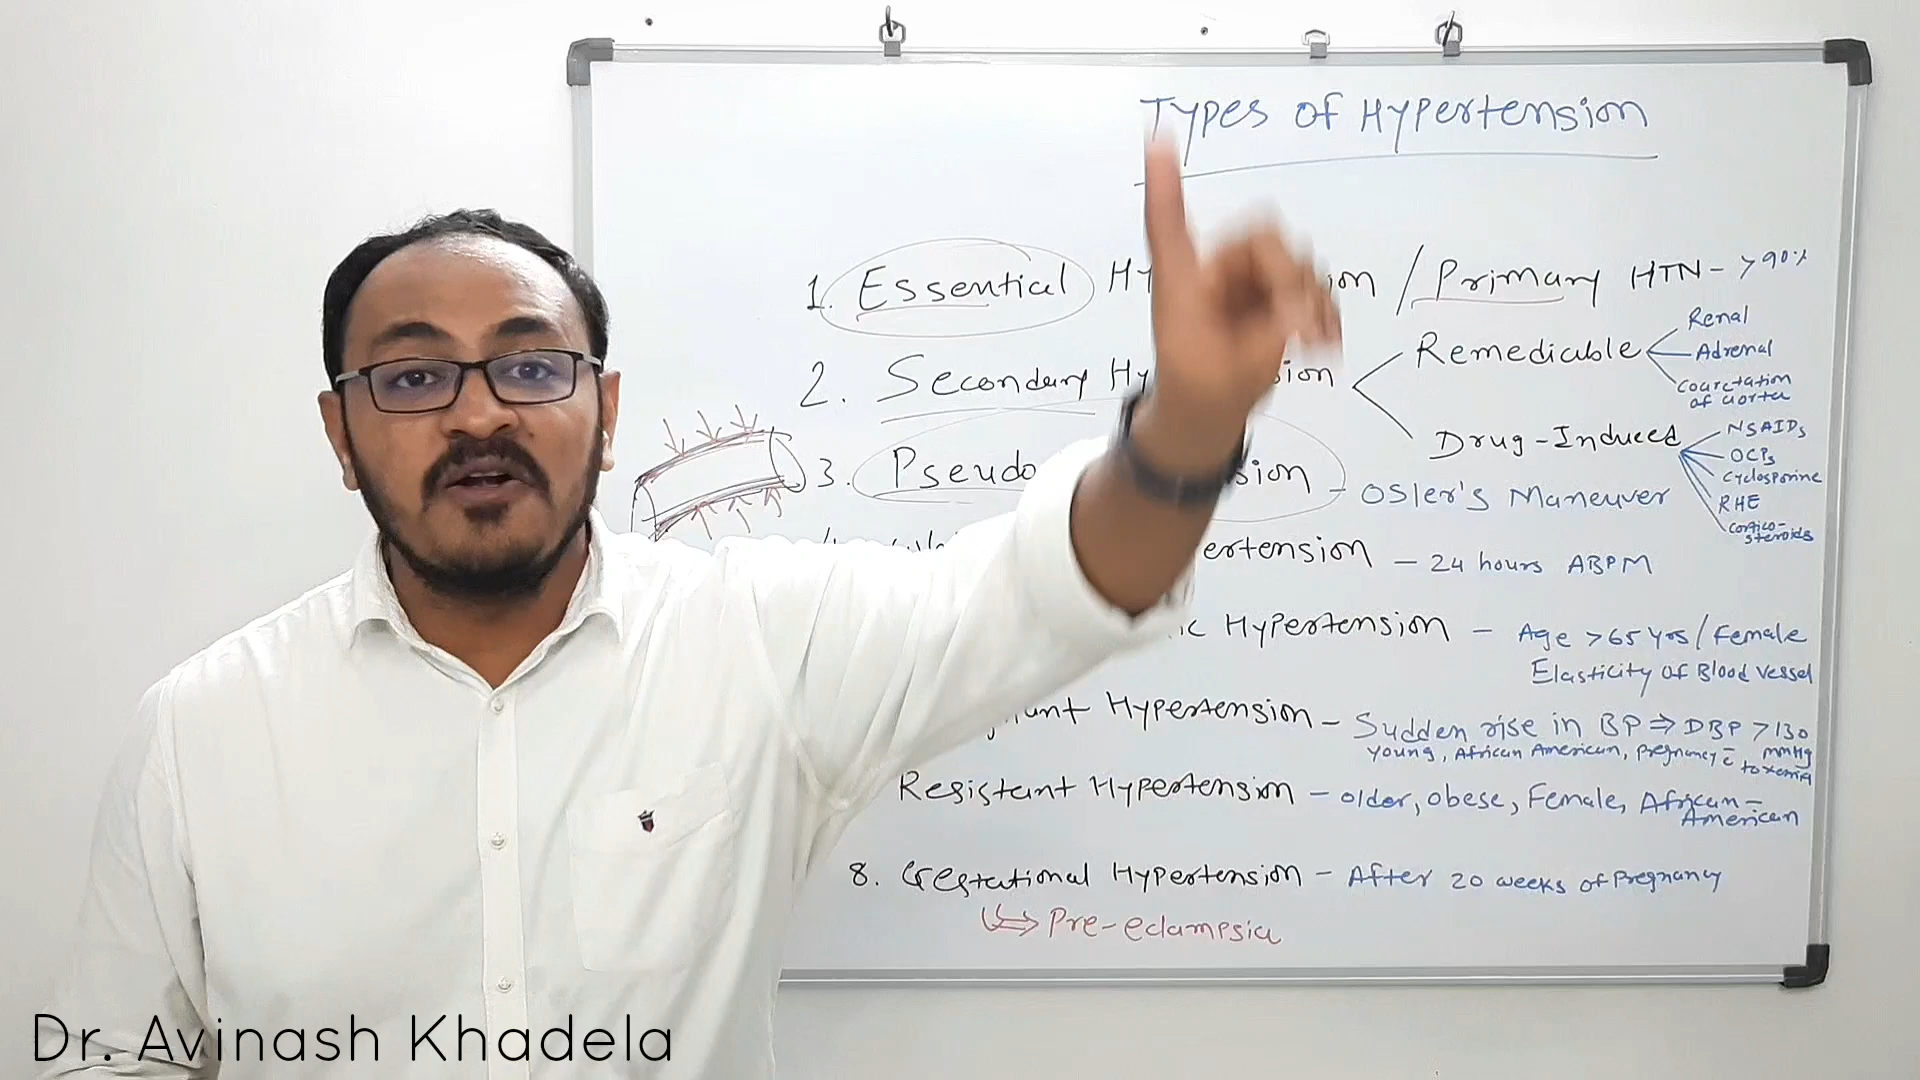 Types of Hypertension
1. Essential Hy ion / Primary HTN - >90%
2. Secondary Hy sion
Remediable
Renal
Adrenal
Coarctation
of aorta
Drug-Induced
NSAIDs
OCPs
Cyclosporine
RHE
Cortico-
steroids
3. Pseudo sion - Osler's Maneuver
ertension - 24 hours ABPM
ic Hypertension - Age >65 yrs / Female
Elasticity of Blood vessel
Hypertension - Sudden rise in BP ⇒ DBP >130
mmHg
young, African American, Pregnancy c̄
toxemia
Resistant Hypertension - older, obese, Female, African-
American
8. Gestational Hypertension - After 20 weeks of Pregnancy
↳ Pre-eclampsia
Dr. Avinash Khadela